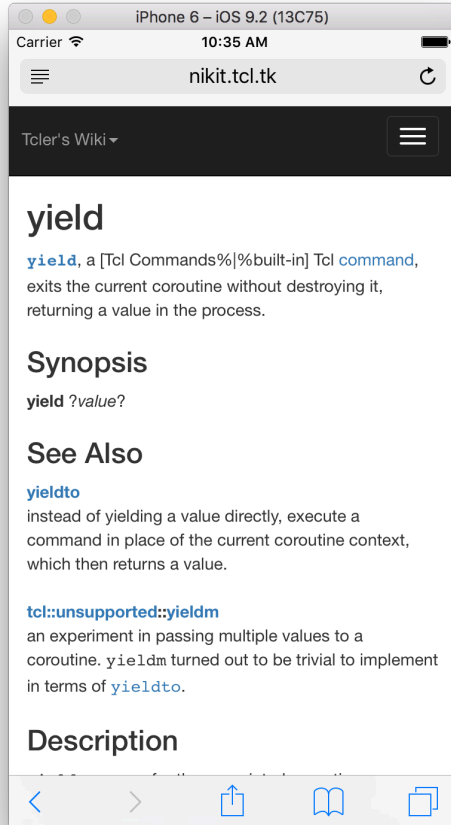 iPhone 6 – iOS 9.2 (13C75)
Carrier 10:35 AM
nikit.tcl.tk
Tcler's Wiki
yield
yield, a [Tcl Commands%|%built-in] Tcl command,
exits the current coroutine without destroying it,
returning a value in the process.
Synopsis
yield ?value?
See Also
yieldto
instead of yielding a value directly, execute a
command in place of the current coroutine context,
which then returns a value.
tcl::unsupported::yieldm
an experiment in passing multiple values to a
coroutine. yieldm turned out to be trivial to implement
in terms of yieldto.
Description